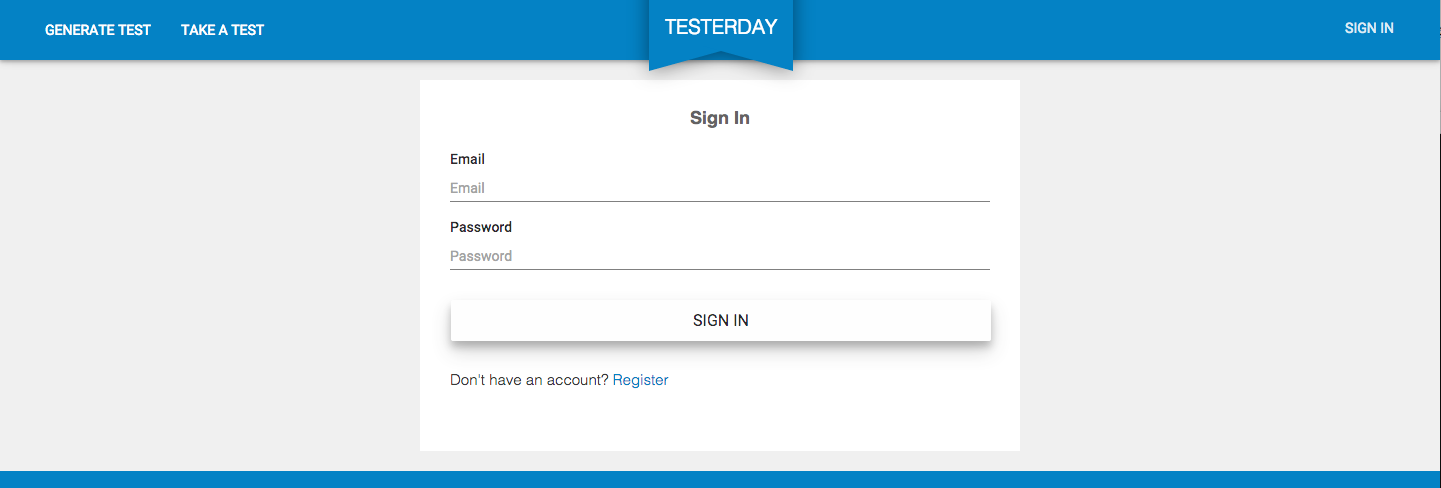 GENERATE TEST TAKE A TEST TESTERDAY SIGN IN
Sign In
Email
Email
Password
Password
SIGN IN
Don't have an account? Register